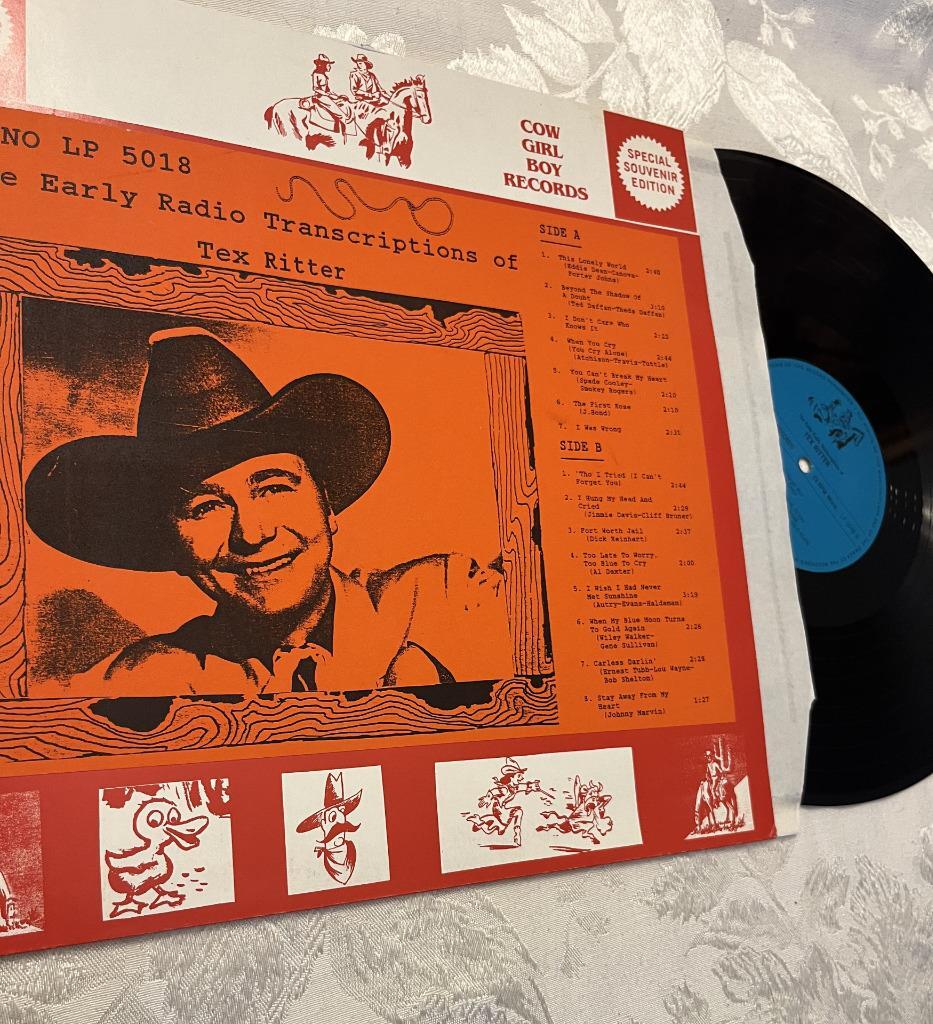 COW
GIRL
BOY
RECORDS
SPECIAL
SOUVENIR
EDITION
NO LP 5018
e Early Radio Transcriptions of
Tex Ritter
SIDE A
1. This Lonely World 2:40
(Eddie Dean-Canova-
Porter Johns)
2. Beyond The Shadow Of
A Doubt 3:10
(Ted Daffan-Theda Daffan)
3. I Don't Care Who
Knows It 2:25
4. When You Cry
(You Cry Alone) 2:44
(Atchison-Travis-Tuttle)
5. You Can't Break My Heart
(Spade Cooley-
Smokey Rogers) 2:20
6. The First Rose
(J.Bond) 2:10
7. I Was Wrong 2:31
SIDE B
1. 'Tho I Tried (I Can't
Forget You) 2:44
2. I Hung My Head And
Cried 2:29
(Jimmie Davis-Cliff Bruner)
3. Fort Worth Jail 2:37
(Dick Reinhart)
4. Too Late To Worry,
Too Blue To Cry 2:00
(Al Dexter)
5. I Wish I Had Never
Met Sunshine 3:19
(Autry-Evans-Haldeman)
6. When My Blue Moon Turns
To Gold Again 2:26
(Wiley Walker-
Gene Sullivan)
7. Carless Darlin' 2:28
(Ernest Tubb-Lou Wayne-
Bob Shelton)
8. Stay Away From My
Heart 1:27
(Johnny Marvin)
TEX RITTER